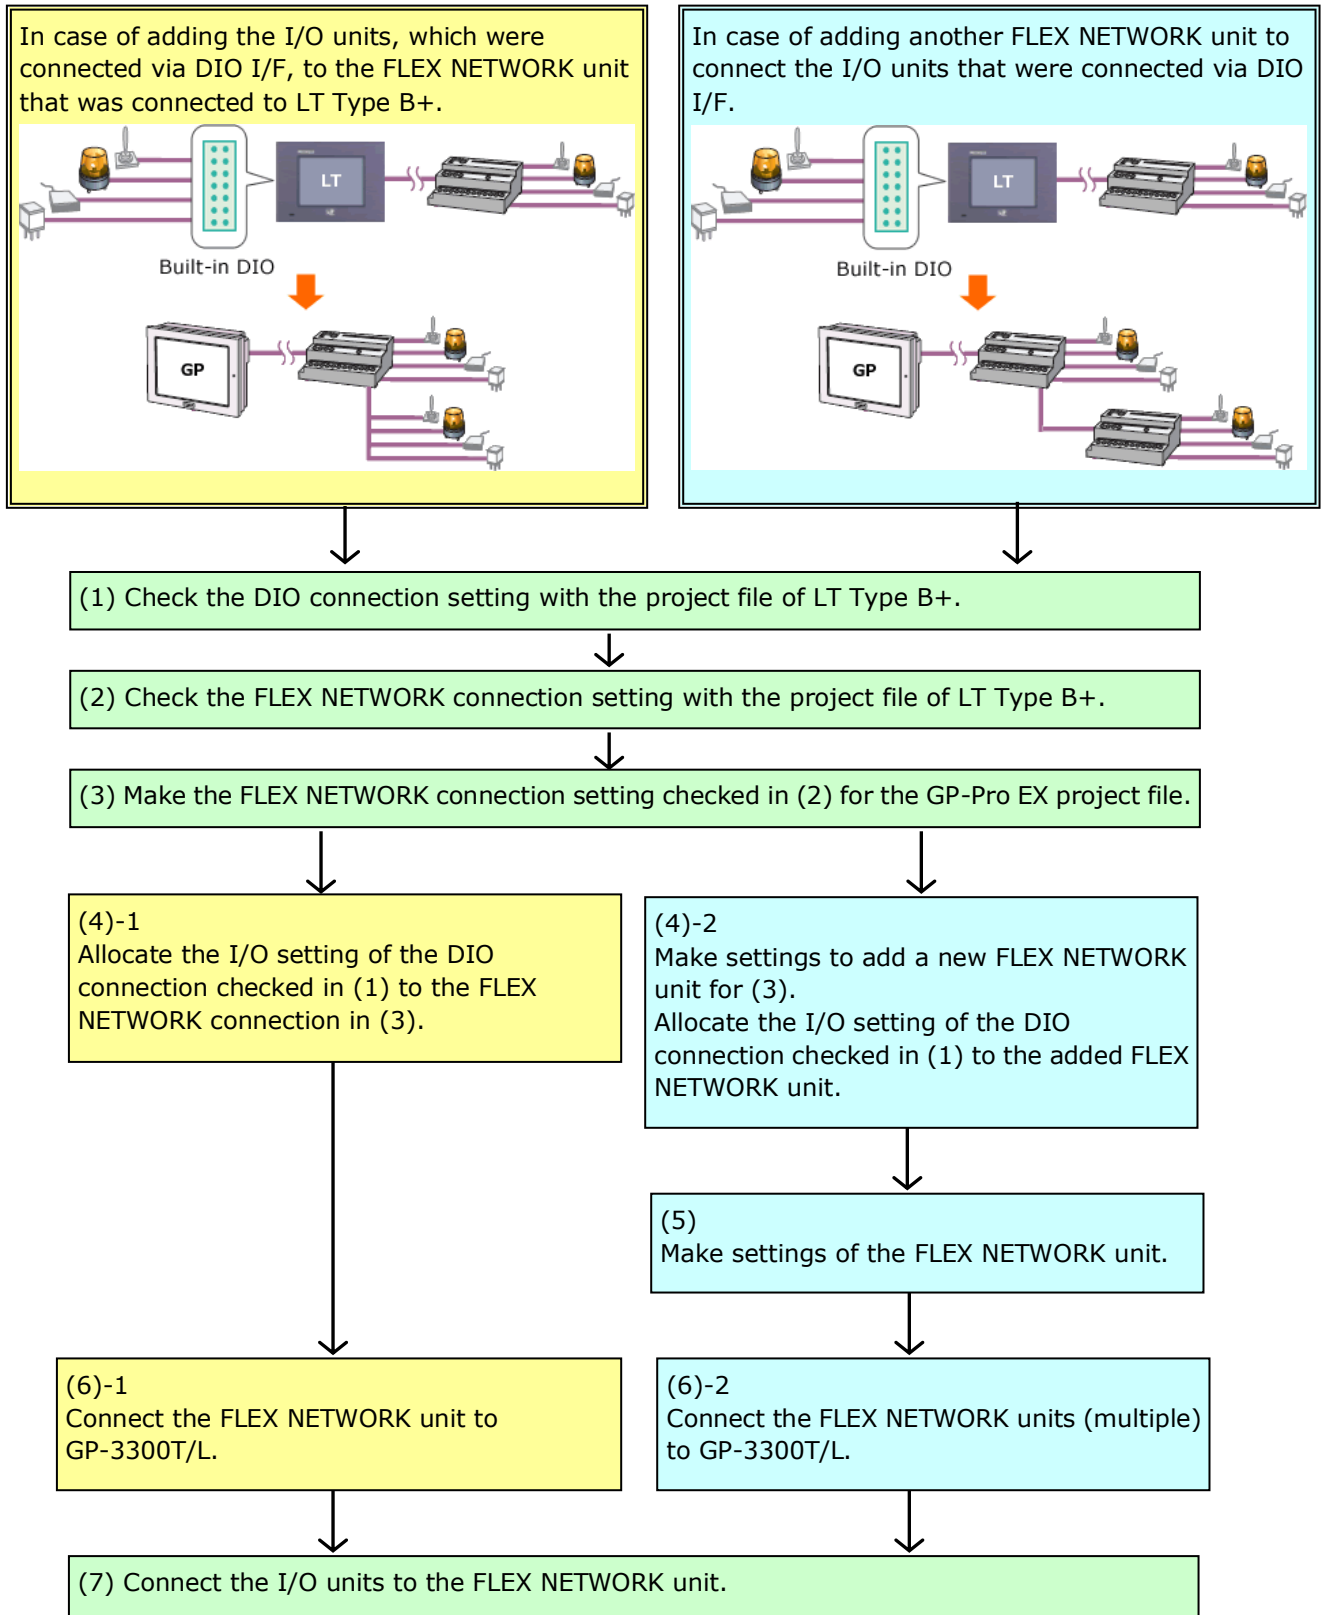 In case of adding the I/O units, which were
connected via DIO I/F, to the FLEX NETWORK unit
that was connected to LT Type B+.
LT
Built-in DIO
GP
In case of adding another FLEX NETWORK unit to
connect the I/O units that were connected via DIO
I/F.
LT
Built-in DIO
GP
(1) Check the DIO connection setting with the project file of LT Type B+.
(2) Check the FLEX NETWORK connection setting with the project file of LT Type B+.
(3) Make the FLEX NETWORK connection setting checked in (2) for the GP-Pro EX project file.
(4)-1
Allocate the I/O setting of the DIO
connection checked in (1) to the FLEX
NETWORK connection in (3).
(4)-2
Make settings to add a new FLEX NETWORK
unit for (3).
Allocate the I/O setting of the DIO
connection checked in (1) to the added FLEX
NETWORK unit.
(5)
Make settings of the FLEX NETWORK unit.
(6)-1
Connect the FLEX NETWORK unit to
GP-3300T/L.
(6)-2
Connect the FLEX NETWORK units (multiple)
to GP-3300T/L.
(7) Connect the I/O units to the FLEX NETWORK unit.